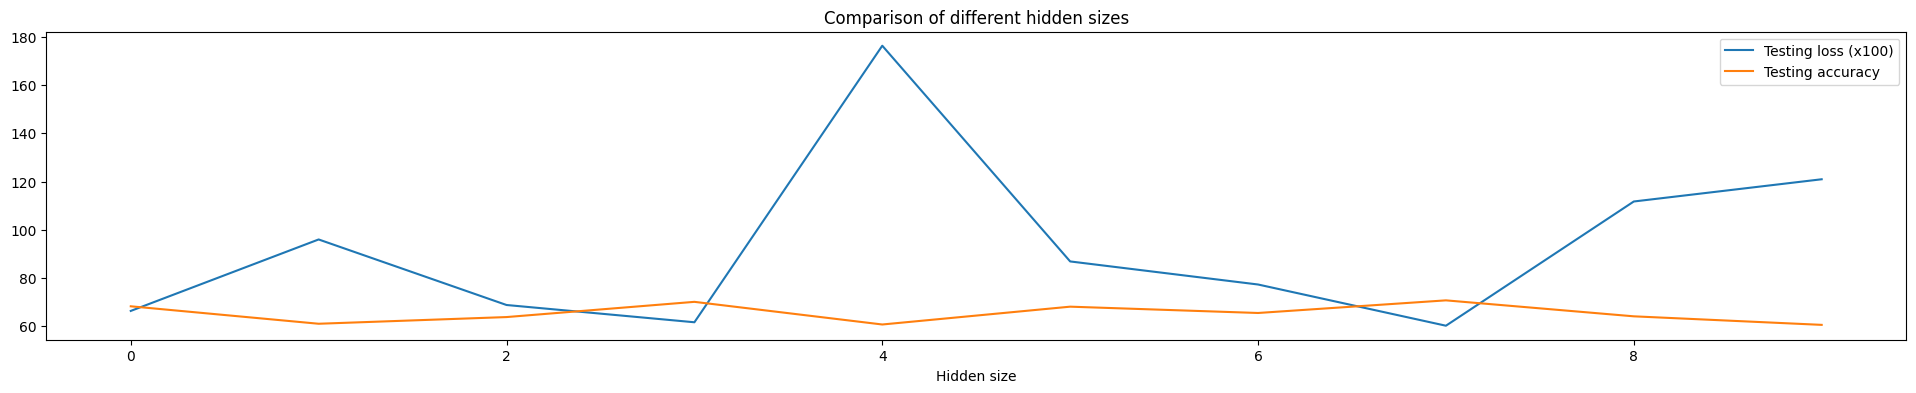 Comparison of different hidden sizes
180
160
140
120
100
80
60
Testing loss (x100)
Testing accuracy
0 2 4 6 8
Hidden size